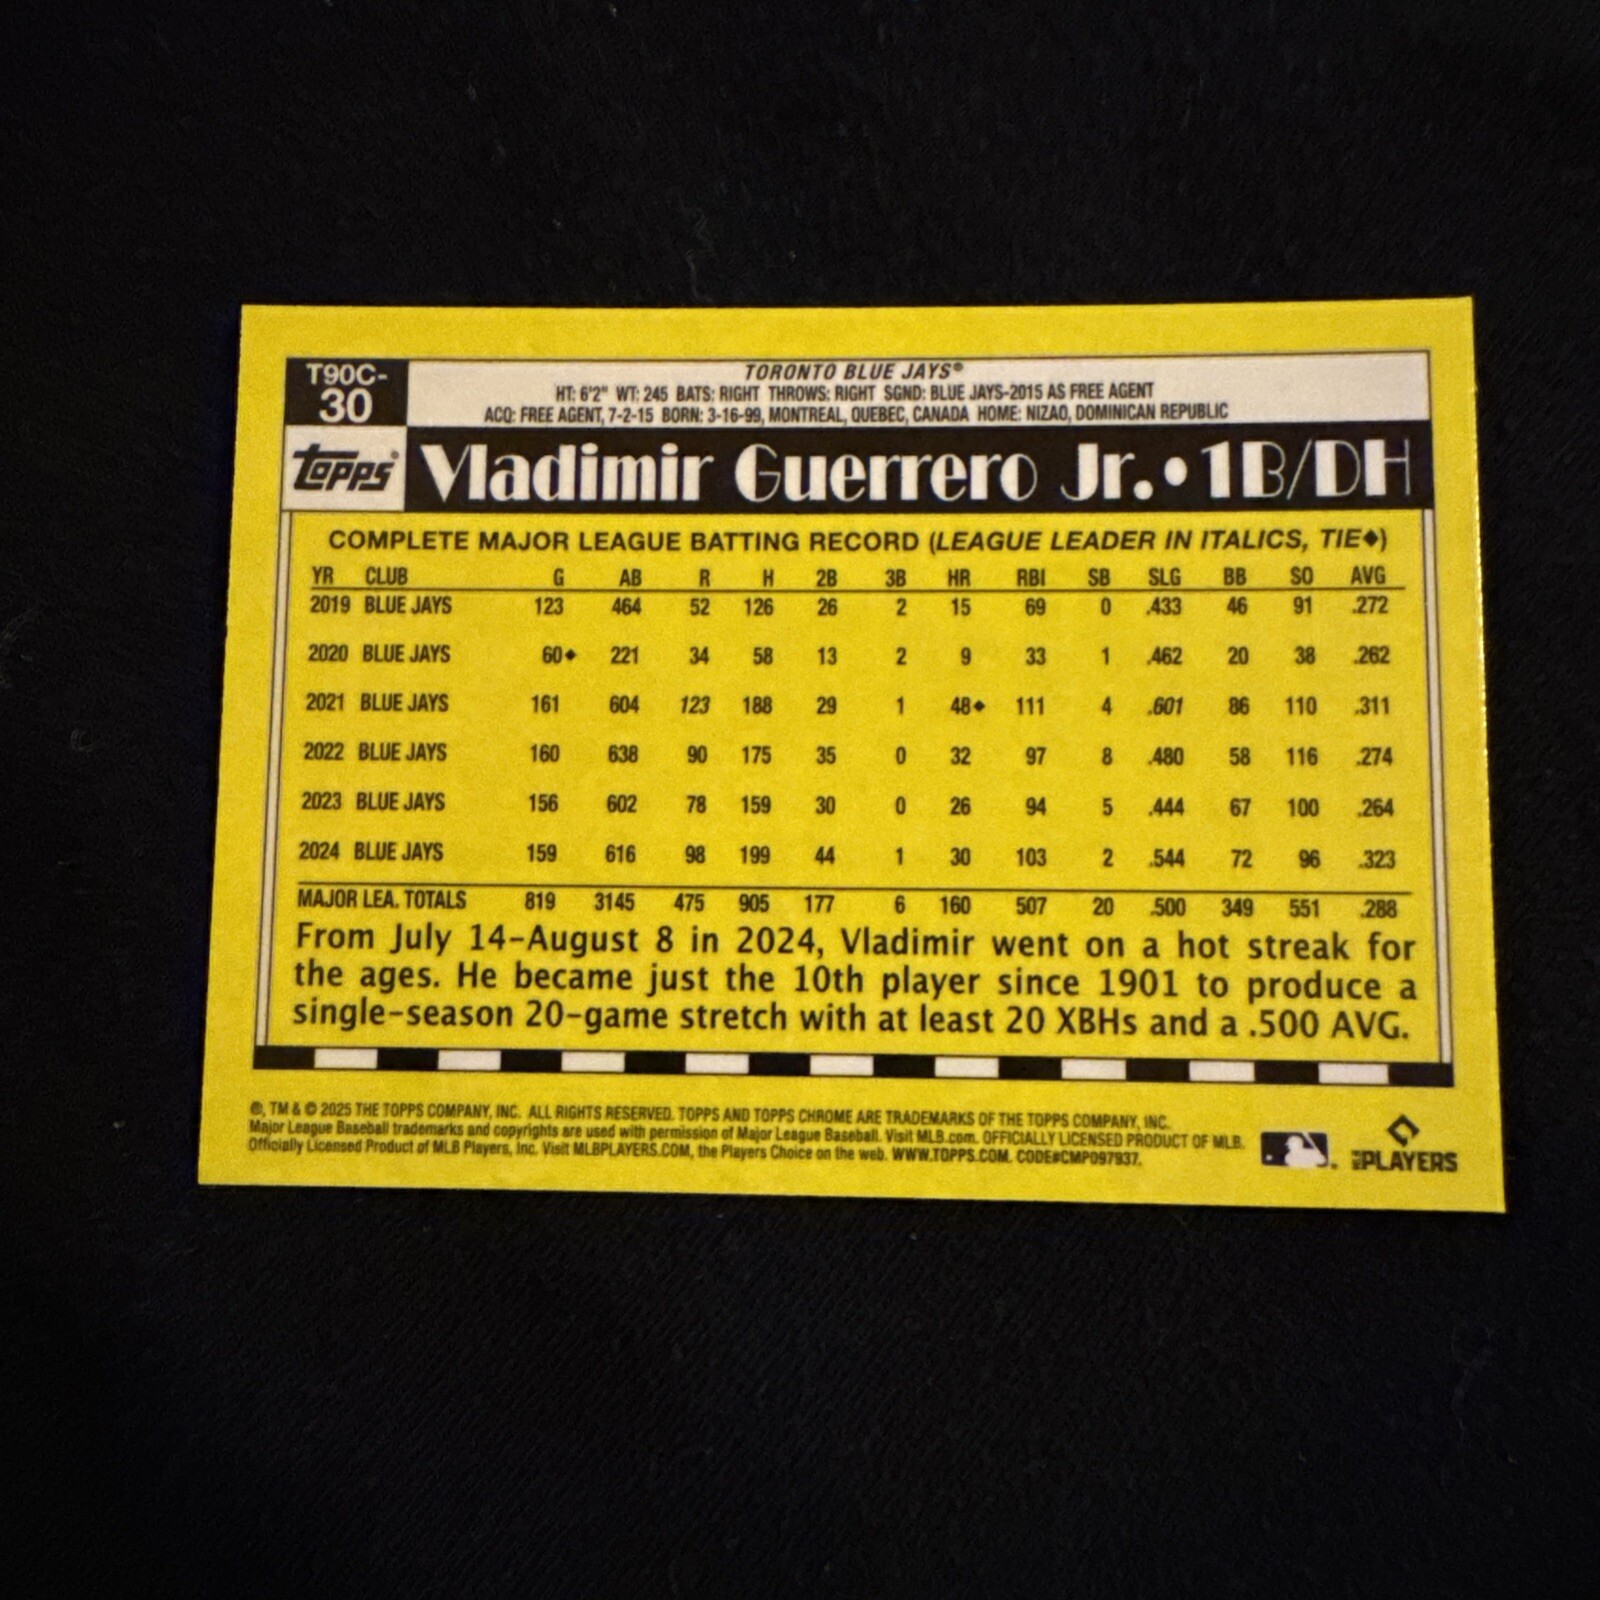 T90C-
30
TORONTO BLUE JAYS®
HT: 6'2" WT: 245 BATS: RIGHT THROWS: RIGHT SGND: BLUE JAYS-2015 AS FREE AGENT
ACQ: FREE AGENT, 7-2-15 BORN: 3-16-99, MONTREAL, QUEBEC, CANADA HOME: NIZAO, DOMINICAN REPUBLIC
Topps® Vladimir Guerrero Jr.•1B/DH
COMPLETE MAJOR LEAGUE BATTING RECORD (LEAGUE LEADER IN ITALICS, TIE◆)
YR CLUB G AB R H 2B 3B HR RBI SB SLG BB SO AVG
2019 BLUE JAYS 123 464 52 126 26 2 15 69 0 .433 46 91 .272
2020 BLUE JAYS 60◆ 221 34 58 13 2 9 33 1 .462 20 38 .262
2021 BLUE JAYS 161 604 123 188 29 1 48◆ 111 4 .601 86 110 .311
2022 BLUE JAYS 160 638 90 175 35 0 32 97 8 .480 58 116 .274
2023 BLUE JAYS 156 602 78 159 30 0 26 94 5 .444 67 100 .264
2024 BLUE JAYS 159 616 98 199 44 1 30 103 2 .544 72 96 .323
MAJOR LEA. TOTALS 819 3145 475 905 177 6 160 507 20 .500 349 551 .288
From July 14-August 8 in 2024, Vladimir went on a hot streak for
the ages. He became just the 10th player since 1901 to produce a
single-season 20-game stretch with at least 20 XBHs and a .500 AVG.
®, TM & © 2025 THE TOPPS COMPANY, INC. ALL RIGHTS RESERVED. TOPPS AND TOPPS CHROME ARE TRADEMARKS OF THE TOPPS COMPANY, INC.
Major League Baseball trademarks and copyrights are used with permission of Major League Baseball. Visit MLB.com. OFFICIALLY LICENSED PRODUCT OF MLB.
Officially Licensed Product of MLB Players, Inc. Visit MLBPLAYERS.COM, the Players Choice on the web. WWW.TOPPS.COM. CODE#CMP097937.
PLAYERS